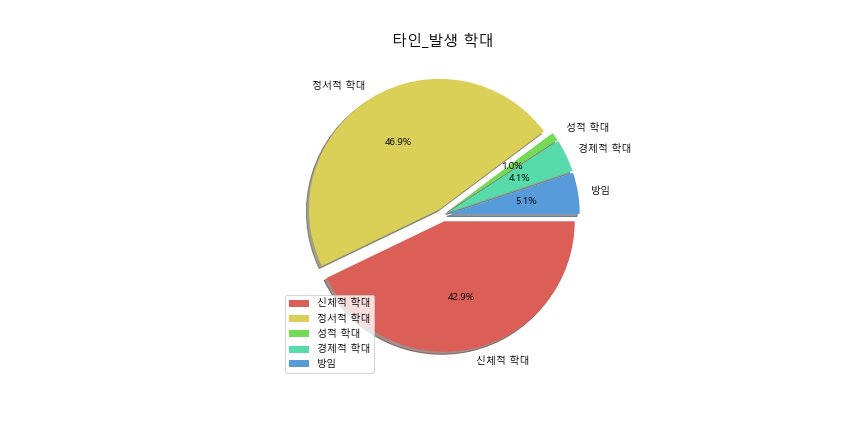 타인_발생 학대
정서적 학대
성적 학대
경제적 학대
방임
46.9%
1.0%
4.1%
5.1%
42.9%
신체적 학대
신체적 학대
정서적 학대
성적 학대
경제적 학대
방임